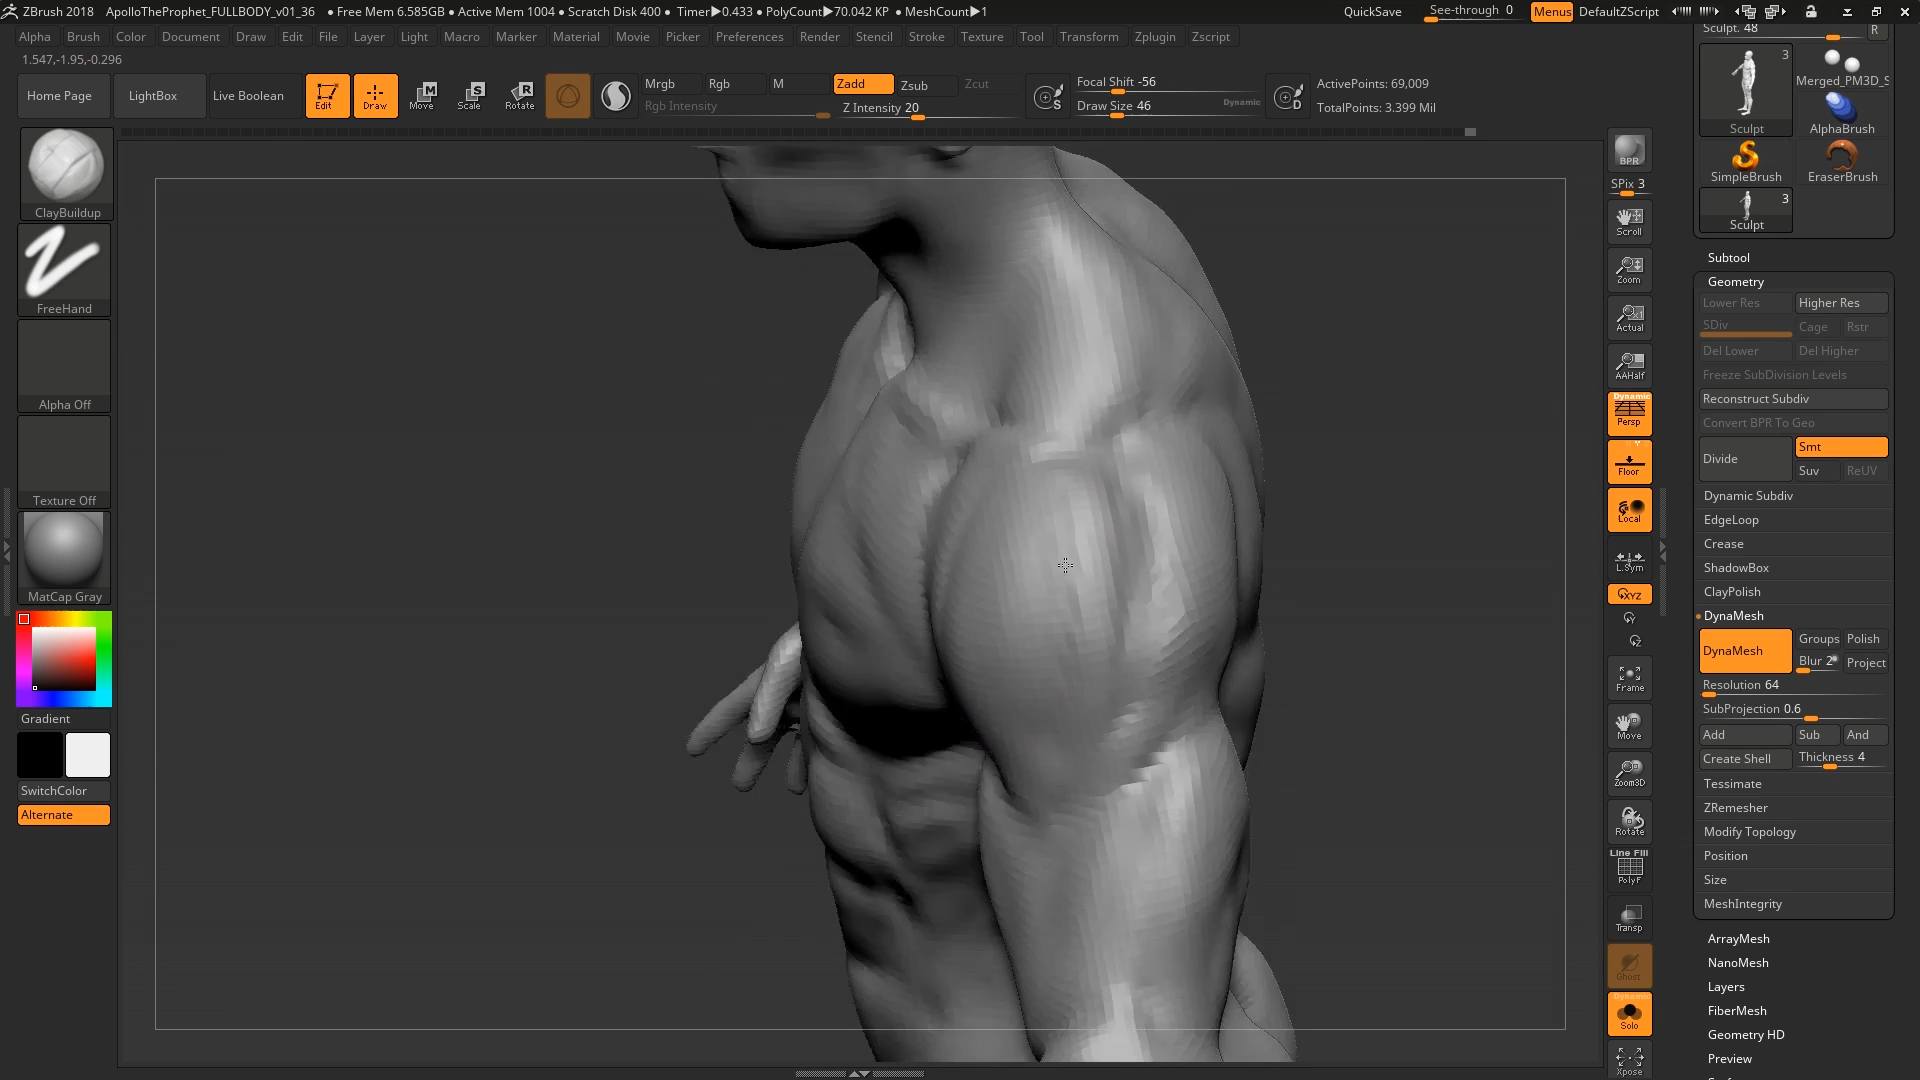 ZBrush 2018 ApolloTheProphet_FULLBODY_v01_36 ● Free Mem 6.585GB ● Active Mem 1004 ● Scratch Disk 400 ● Timer▶0.433 ● PolyCount▶70.042 KP ● MeshCount▶1 QuickSave See-through 0 Menus DefaultZScript
Alpha Brush Color Document Draw Edit File Layer Light Macro Marker Material Movie Picker Preferences Render Stencil Stroke Texture Tool Transform Zplugin Zscript
1.547,-1.95,-0.296
Home Page LightBox Live Boolean Edit Draw Move Scale Rotate
Mrgb Rgb M Zadd Zsub Zcut
Rgb Intensity Z Intensity 20
Focal Shift -56
Draw Size 46 Dynamic
ActivePoints: 69,009
TotalPoints: 3.399 Mil
ClayBuildup
FreeHand
Alpha Off
Texture Off
MatCap Gray
Gradient
SwitchColor
Alternate
BPR
SPix 3
Scroll
Zoom
Actual
AAHalf
Dynamic
Persp
Floor
Local
L.Sym
XYZ
Frame
Move
Zoom3D
Rotate
Line Fill
PolyF
Transp
Ghost
Dynamic
Solo
Xpose
Sculpt. 48 R
3
Merged_PM3D_S
Sculpt AlphaBrush
SimpleBrush EraserBrush
3
Sculpt
Subtool
Geometry
Lower Res Higher Res
SDiv Cage Rstr
Del Lower Del Higher
Freeze SubDivision Levels
Reconstruct Subdiv
Convert BPR To Geo
Divide Smt
Suv ReUV
Dynamic Subdiv
EdgeLoop
Crease
ShadowBox
ClayPolish
DynaMesh
DynaMesh Groups Polish
Blur 2 Project
Resolution 64
SubProjection 0.6
Add Sub And
Create Shell Thickness 4
Tessimate
ZRemesher
Modify Topology
Position
Size
MeshIntegrity
ArrayMesh
NanoMesh
Layers
FiberMesh
Geometry HD
Preview